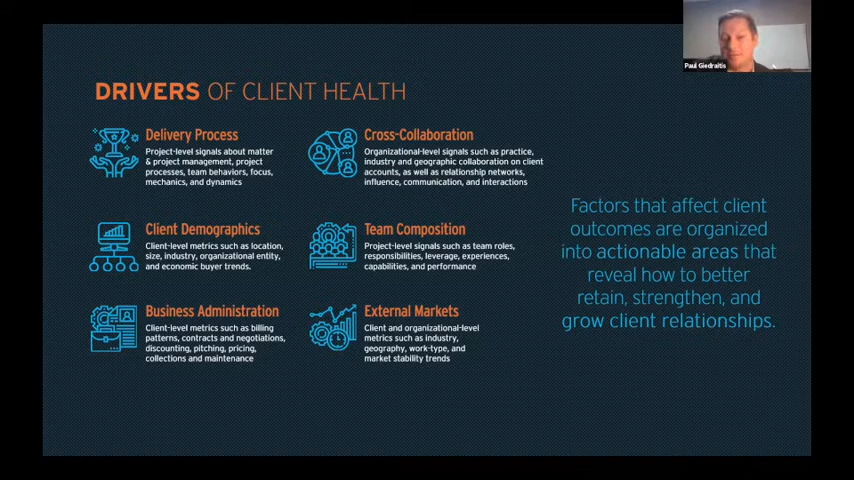 Paul Giedraitis
DRIVERS OF CLIENT HEALTH
Delivery Process
Project-level signals about matter
& project management, project
processes, team behaviors, focus,
mechanics, and dynamics
Cross-Collaboration
Organizational-level signals such as practice,
industry and geographic collaboration on client
accounts, as well as relationship networks,
influence, communication, and interactions
Client Demographics
Client-level metrics such as location,
size, industry, organizational entity,
and economic buyer trends.
Team Composition
Project-level signals such as team roles,
responsibilities, leverage, experiences,
capabilities, and performance
Business Administration
Client-level metrics such as billing
patterns, contracts and negotiations,
discounting, pitching, pricing,
collections and maintenance
External Markets
Client and organizational-level
metrics such as industry,
geography, work-type, and
market stability trends
Factors that affect client
outcomes are organized
into actionable areas that
reveal how to better
retain, strengthen, and
grow client relationships.